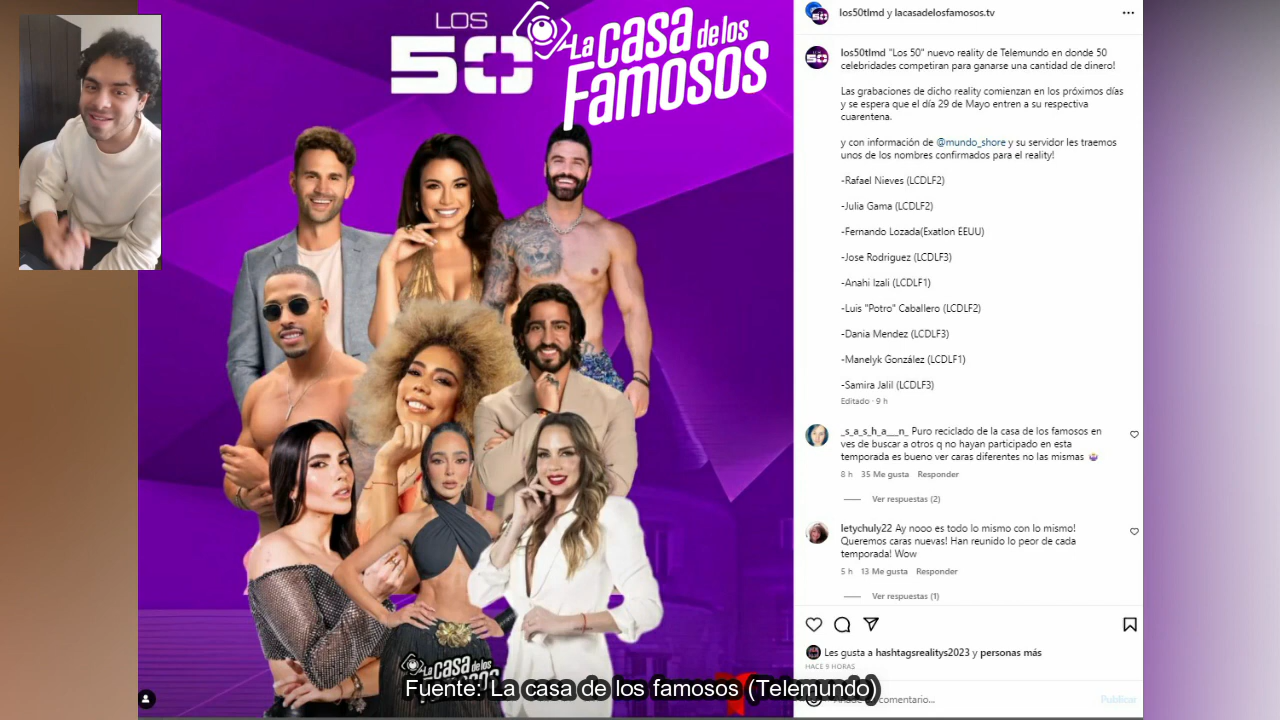 LOS
50
La casa de los
Famosos
los50tlmd y lacasadelosfamosos.tv
los50tlmd "Los 50" nuevo reality de Telemundo en donde 50
celebridades competiran para ganarse una cantidad de dinero!
Las grabaciones de dicho reality comienzan en los próximos días
y se espera que el día 29 de Mayo entren a su respectiva
cuarentena.
y con información de @mundo_shore y su servidor les traemos
unos de los nombres confirmados para el reality!
-Rafael Nieves (LCDLF2)
-Julia Gama (LCDLF2)
-Fernando Lozada(Exatlon EEUU)
-Jose Rodriguez (LCDLF3)
-Anahi Izali (LCDLF1)
-Luis "Potro" Caballero (LCDLF2)
-Dania Mendez (LCDLF3)
-Manelyk González (LCDLF1)
-Samira Jalil (LCDLF3)
Editado · 9 h
_s_a_s_h_a___n_ Puro reciclado de la casa de los famosos en
ves de buscar a otros q no hayan participado en esta
temporada es bueno ver caras diferentes no las mismas
8 h 35 Me gusta Responder
Ver respuestas (2)
letychuly22 Ay nooo es todo lo mismo con lo mismo!
Queremos caras nuevas! Han reunido lo peor de cada
temporada! Wow
5 h 13 Me gusta Responder
Ver respuestas (1)
Les gusta a hashtagsrealitys2023 y personas más
HACE 9 HORAS
comentario...
Publicar
La casa de los
Fuente: La casa de los famosos (Telemundo)